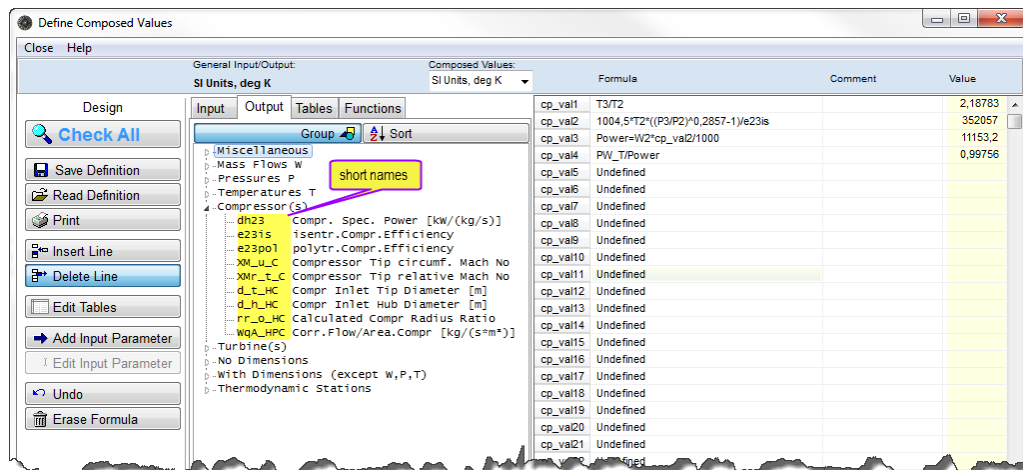 Define Composed Values
Close Help
General Input/Output: Composed Values:
SI Units, deg K SI Units, deg K Formula Comment Value
Design
Check All
Save Definition
Read Definition
Print
Insert Line
Delete Line
Edit Tables
Add Input Parameter
Edit Input Parameter
Undo
Erase Formula
Input Output Tables Functions
Group Sort
Miscellaneous
Mass Flows W
Pressures P
Temperatures T
short names
Compressor(s)
dh23 Compr. Spec. Power [kW/(kg/s)]
e23is isentr.Compr.Efficiency
e23pol polytr.Compr.Efficiency
XM_u_C Compressor Tip circumf. Mach No
XMr_t_C Compressor Tip relative Mach No
d_t_HC Compr Inlet Tip Diameter [m]
d_h_HC Compr Inlet Hub Diameter [m]
rr_o_HC Calculated Compr Radius Ratio
WqA_HPC Corr.Flow/Area.Compr [kg/(s*m²)]
Turbine(s)
No Dimensions
With Dimensions (except W,P,T)
Thermodynamic Stations
cp_val1 T3/T2 2,18783
cp_val2 1004,5*T2*((P3/P2)^0,2857-1)/e23is 352057
cp_val3 Power=W2*cp_val2/1000 11153,2
cp_val4 PW_T/Power 0,99756
cp_val5 Undefined
cp_val6 Undefined
cp_val7 Undefined
cp_val8 Undefined
cp_val9 Undefined
cp_val10 Undefined
cp_val11 Undefined
cp_val12 Undefined
cp_val13 Undefined
cp_val14 Undefined
cp_val15 Undefined
cp_val16 Undefined
cp_val17 Undefined
cp_val18 Undefined
cp_val19 Undefined
cp_val20 Undefined
cp_val21 Undefined